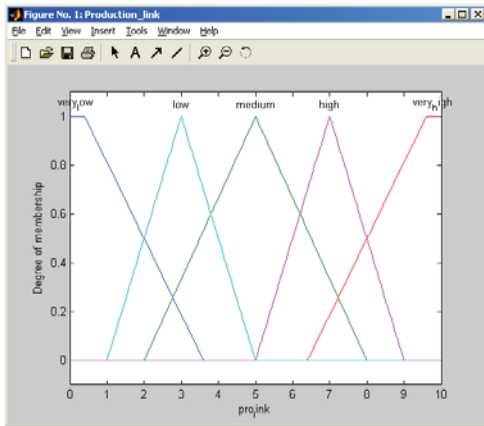 Figure No. 1: Production_link
File Edit View Insert Tools Window Help
very_low low medium high very_high
1
0.8
0.6
0.4
0.2
0
Degree of membership
0 1 2 3 4 5 6 7 8 9 10
pro_link